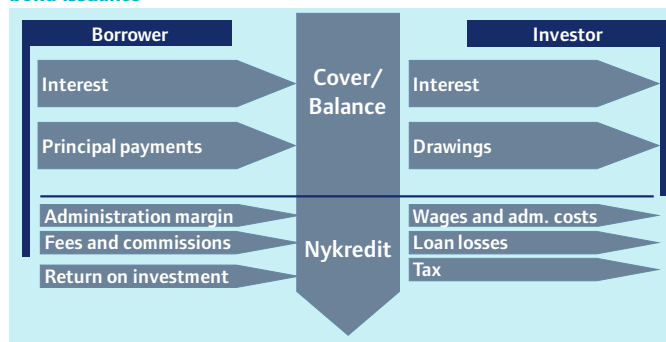 bond issuance
Borrower
Investor
Interest
Cover/
Balance
Interest
Principal payments
Drawings
Administration margin
Wages and adm. costs
Fees and commissions
Nykredit
Loan losses
Return on investment
Tax